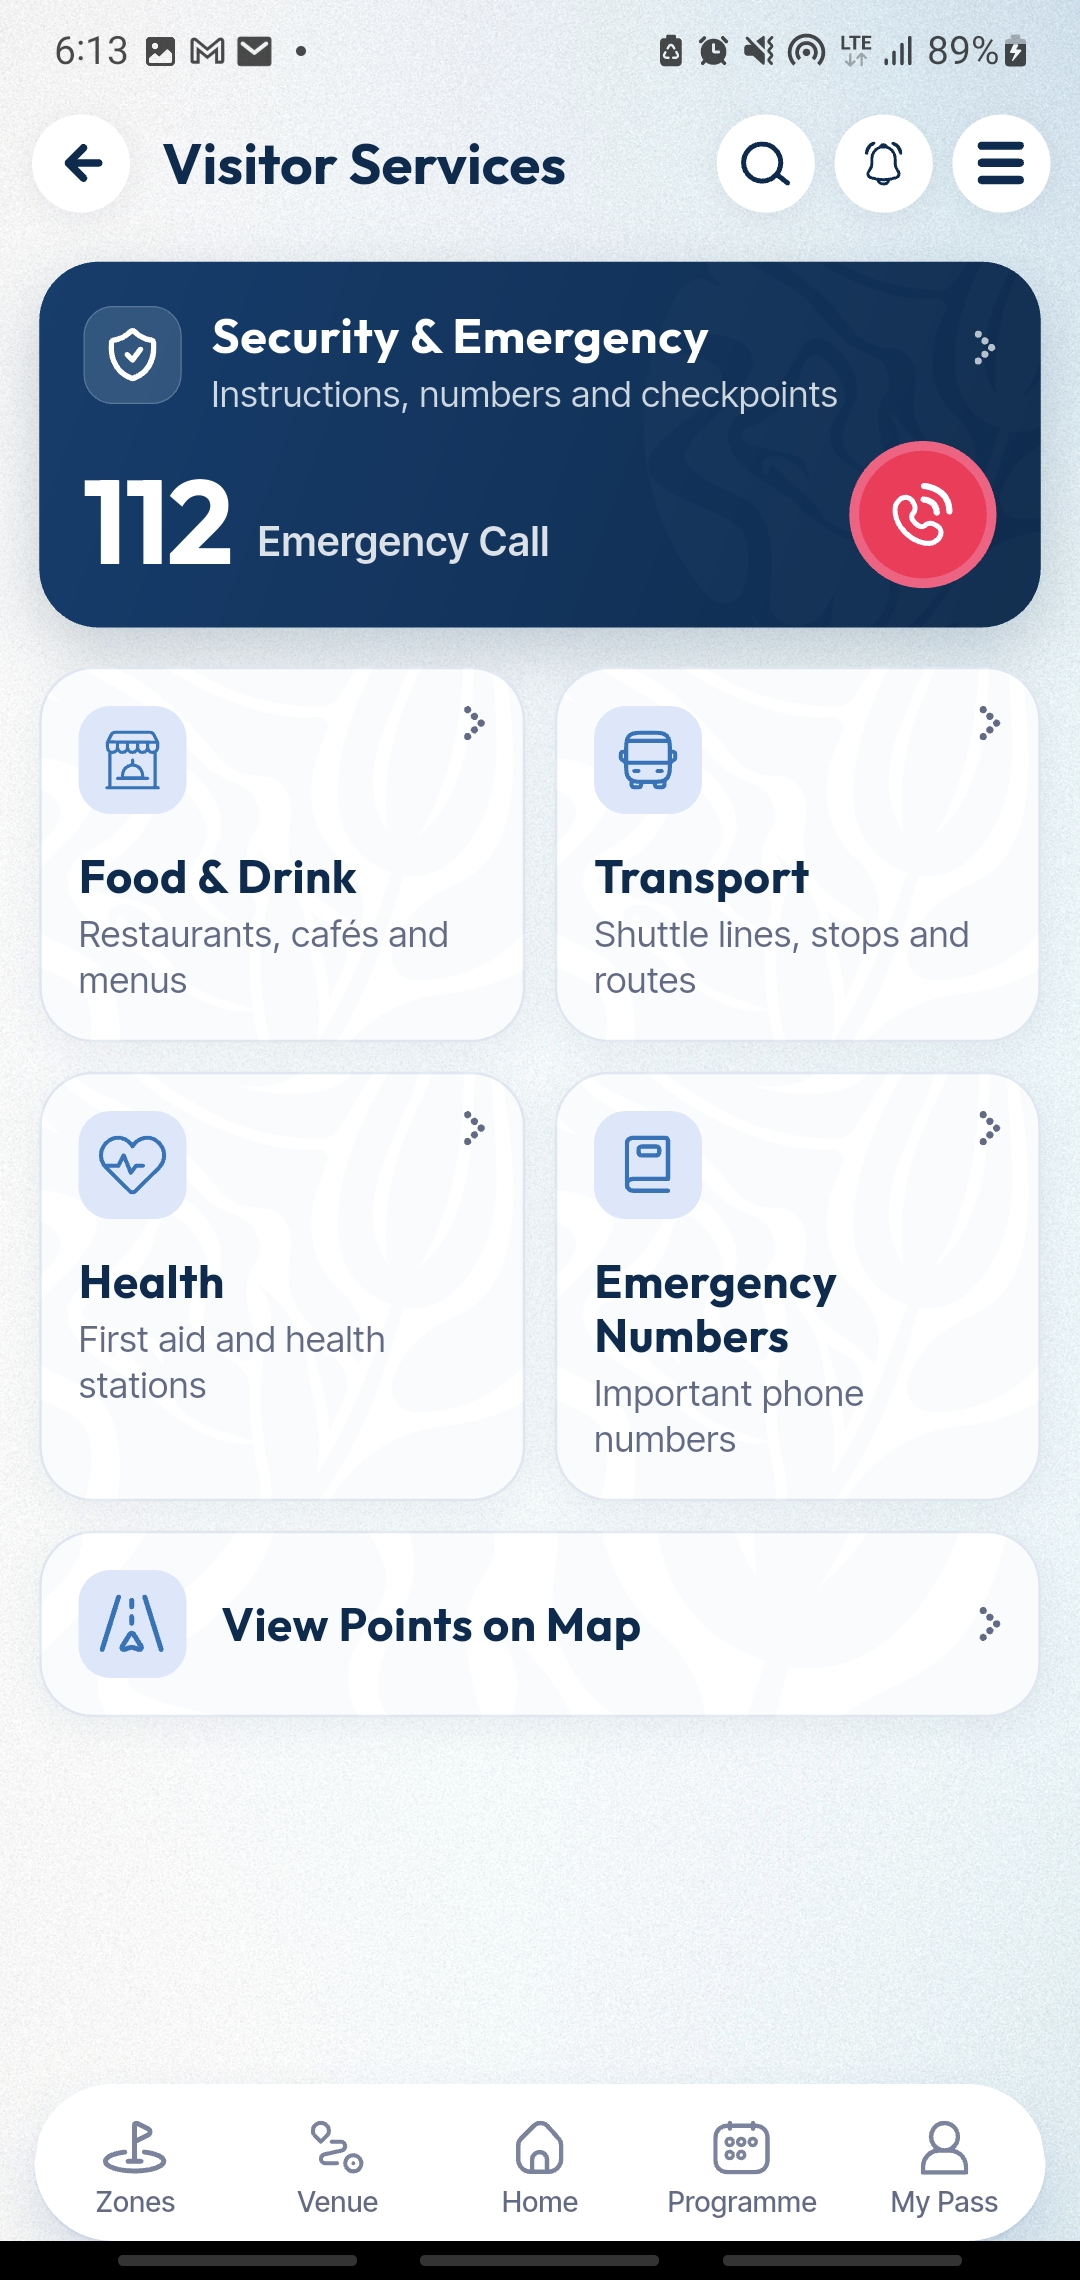 6:13
LTE
89%
Visitor Services
Security & Emergency
Instructions, numbers and checkpoints
112 Emergency Call
Food & Drink
Restaurants, cafés and
menus
Transport
Shuttle lines, stops and
routes
Health
First aid and health
stations
Emergency
Numbers
Important phone
numbers
View Points on Map
Zones
Venue
Home
Programme
My Pass